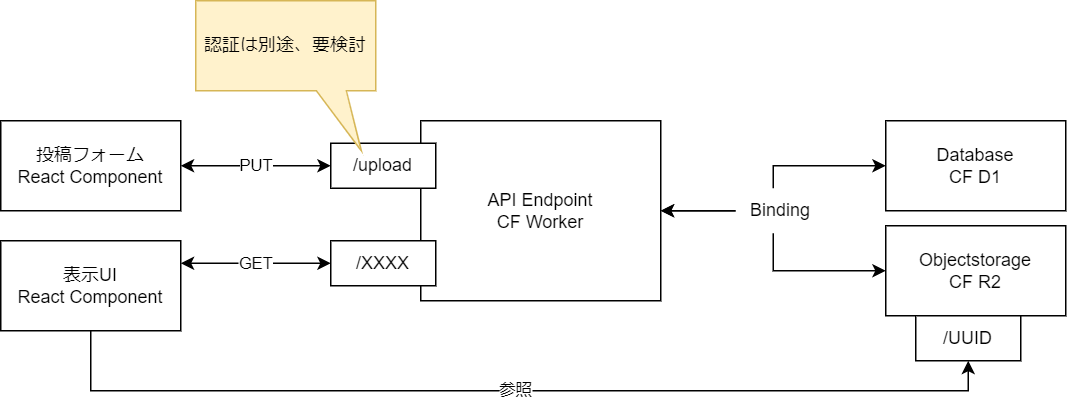 認証は別途、要検討
投稿フォーム
React Component
PUT
/upload
API Endpoint
CF Worker
Binding
Database
CF D1
表示UI
React Component
GET
/XXXX
Objectstorage
CF R2
/UUID
参照